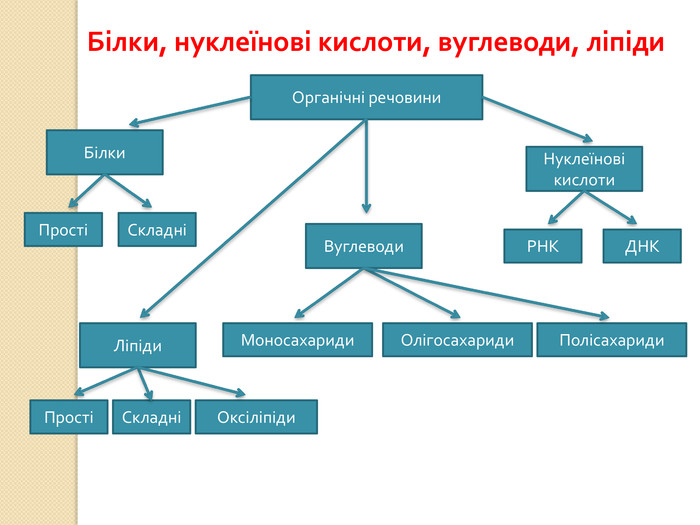 Білки, нуклеїнові кислоти, вуглеводи, ліпіди
Органічні речовини
Білки
Нуклеїнові
кислоти
Прості
Складні
Вуглеводи
РНК
ДНК
Ліпіди
Моносахариди
Олігосахариди
Полісахариди
Прості
Складні
Оксіліпіди